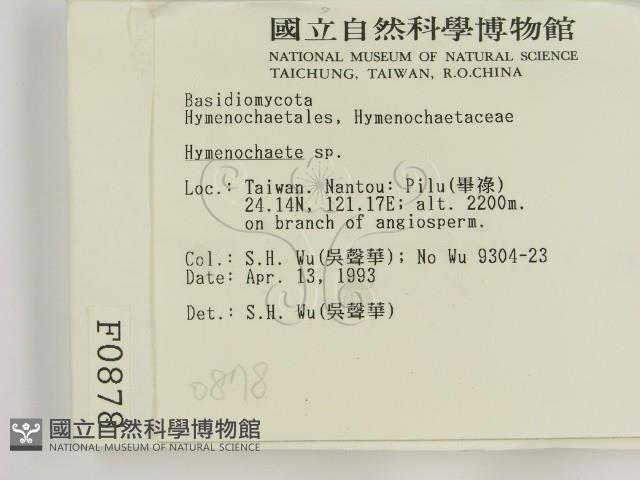 國立自然科學博物館
NATIONAL MUSEUM OF NATURAL SCIENCE
TAICHUNG, TAIWAN, R.O.CHINA
Basidiomycota
Hymenochaetales, Hymenochaetaceae
Hymenochaete sp.
Loc.: Taiwan. Nantou: Pilu(畢祿)
24.14N, 121.17E; alt. 2200m.
on branch of angiosperm.
Col.: S.H. Wu(吳聲華); No Wu 9304-23
Date: Apr. 13, 1993
Det.: S.H. Wu(吳聲華)
F0878
0878
國立自然科學博物館
NATIONAL MUSEUM OF NATURAL SCIENCE